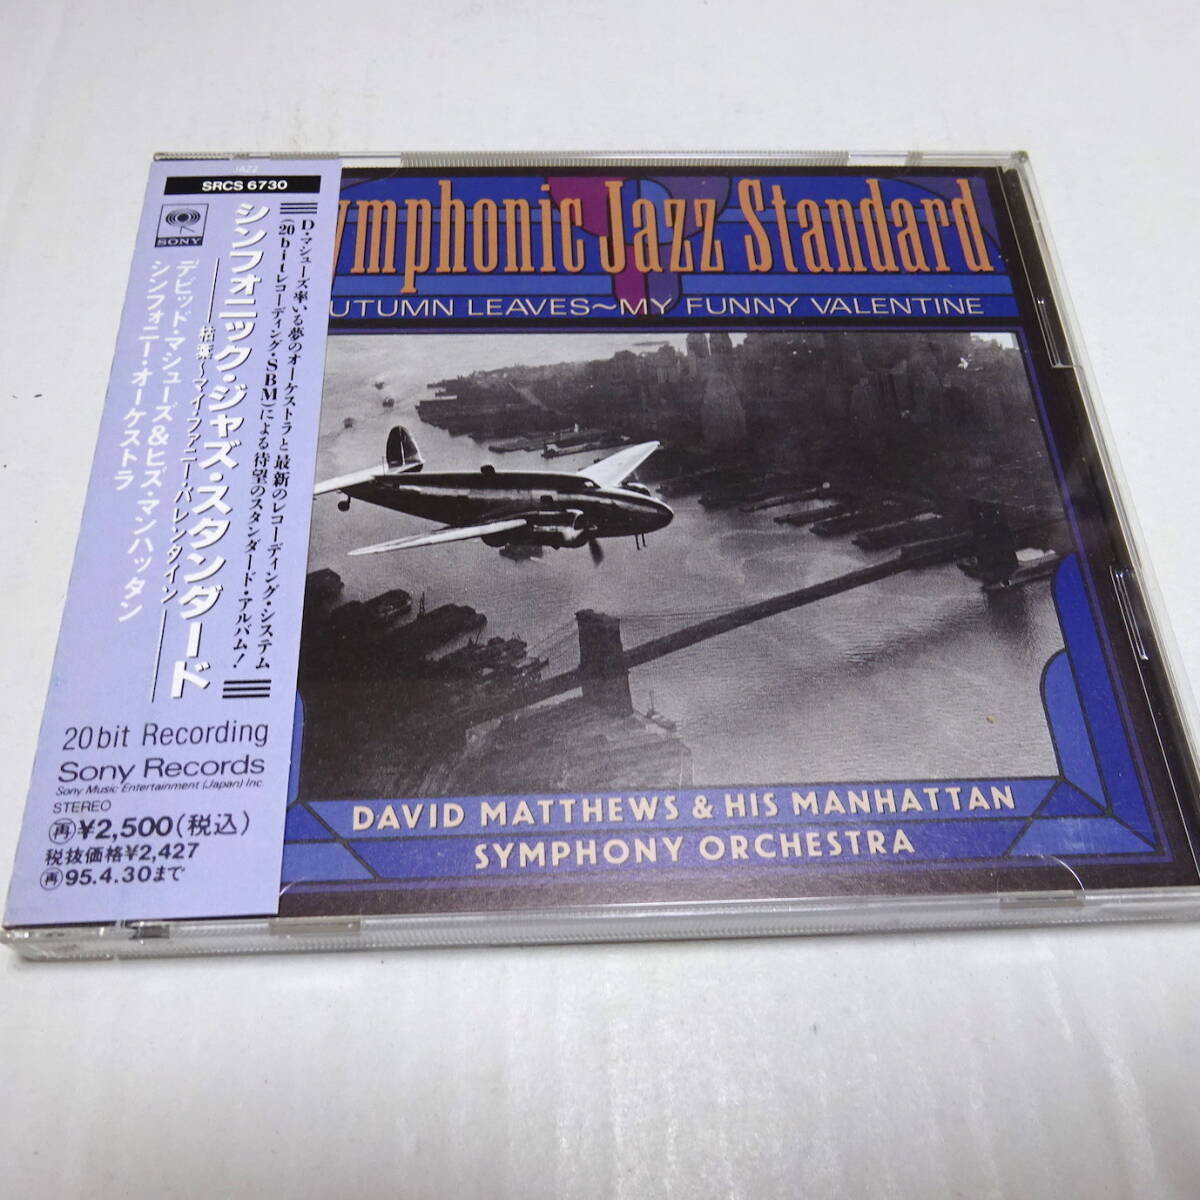 JAZZ
SRCS 6730
SONY
D・マシューズ率いる夢のオーケストラと最新のレコーディング・システム
(20bitレコーディング・SBM)による待望のスタンダード・アルバム!
シンフォニック・ジャズ・スタンダード
枯葉〜マイ・ファニー・バレンタイン
デビッド・マシューズ&ヒズ・マンハッタン
シンフォニー・オーケストラ
20bit Recording
Sony Records
Sony Music Entertainment (Japan) Inc.
STEREO
再¥2,500(税込)
税抜価格¥2,427
再95.4.30まで
ymphonic Jazz Standard
UTUMN LEAVES~MY FUNNY VALENTINE
DAVID MATTHEWS & HIS MANHATTAN
SYMPHONY ORCHESTRA